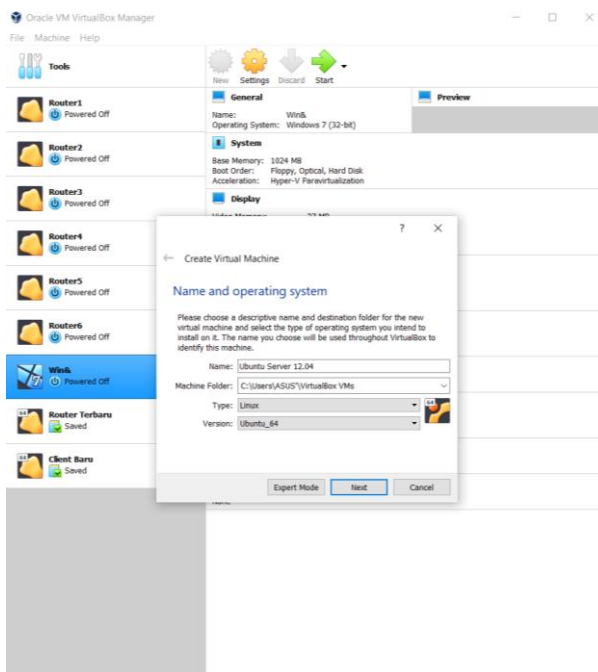 Oracle VM VirtualBox Manager
File Machine Help
Tools
New Settings Discard Start
Router1
Powered Off
Router2
Powered Off
Router3
Powered Off
Router4
Powered Off
Router5
Powered Off
Router6
Powered Off
Win&
Powered Off
64
Router Terbaru
Saved
64
Client Baru
Saved
General
Name: Win&
Operating System: Windows 7 (32-bit)
Preview
System
Base Memory: 1024 MB
Boot Order: Floppy, Optical, Hard Disk
Acceleration: Hyper-V Paravirtualization
Display
? ×
← Create Virtual Machine
Name and operating system
Please choose a descriptive name and destination folder for the new
virtual machine and select the type of operating system you intend to
install on it. The name you choose will be used throughout VirtualBox to
identify this machine.
Name: Ubuntu Server 12.04
Machine Folder: C:\Users\ASUS"\VirtualBox VMs
Type: Linux
64
Version: Ubuntu_64
Expert Mode Next Cancel